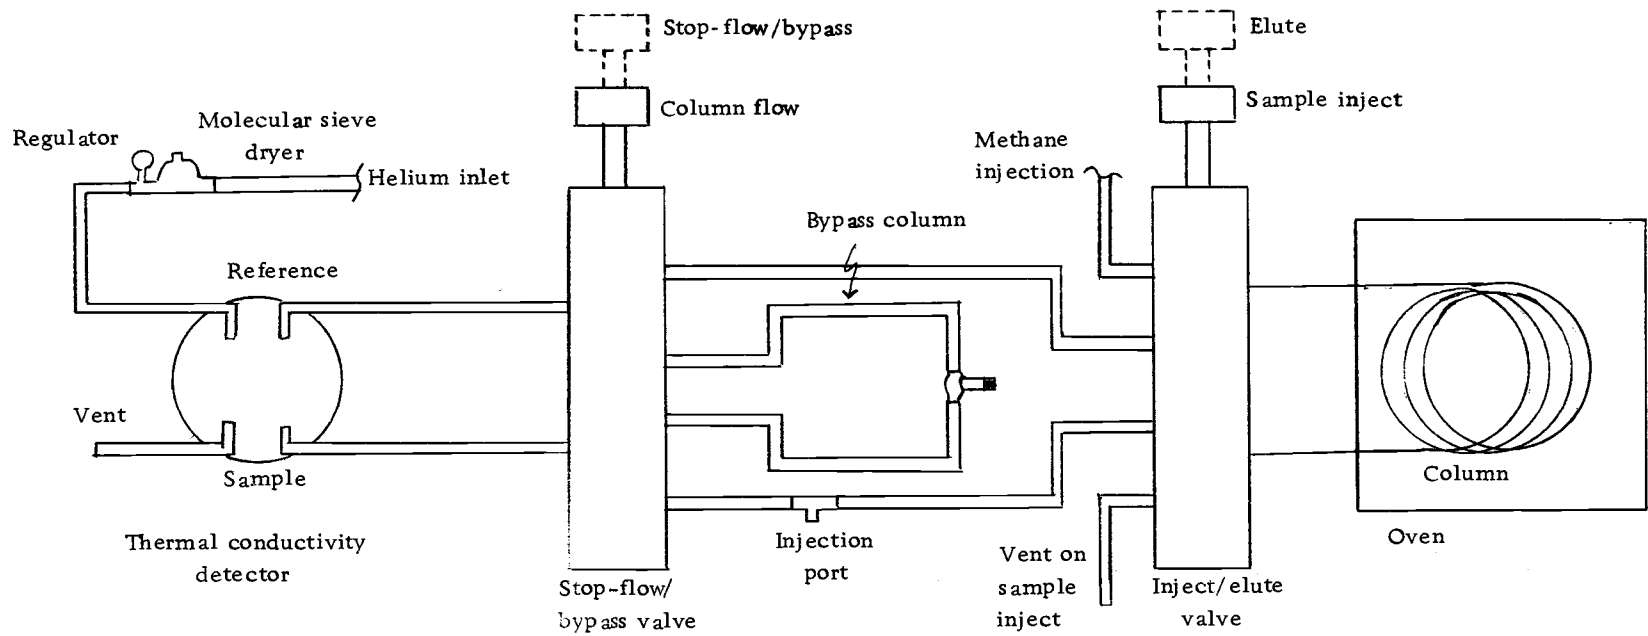 Stop-flow/bypass
Elute
Column flow
Sample inject
Molecular sieve
dryer
Regulator
Helium inlet
Methane
injection
Bypass column
Reference
Vent
Sample
Column
Thermal conductivity
detector
Injection
port
Oven
Vent on
sample
inject
Stop-flow/
bypass valve
Inject/elute
valve